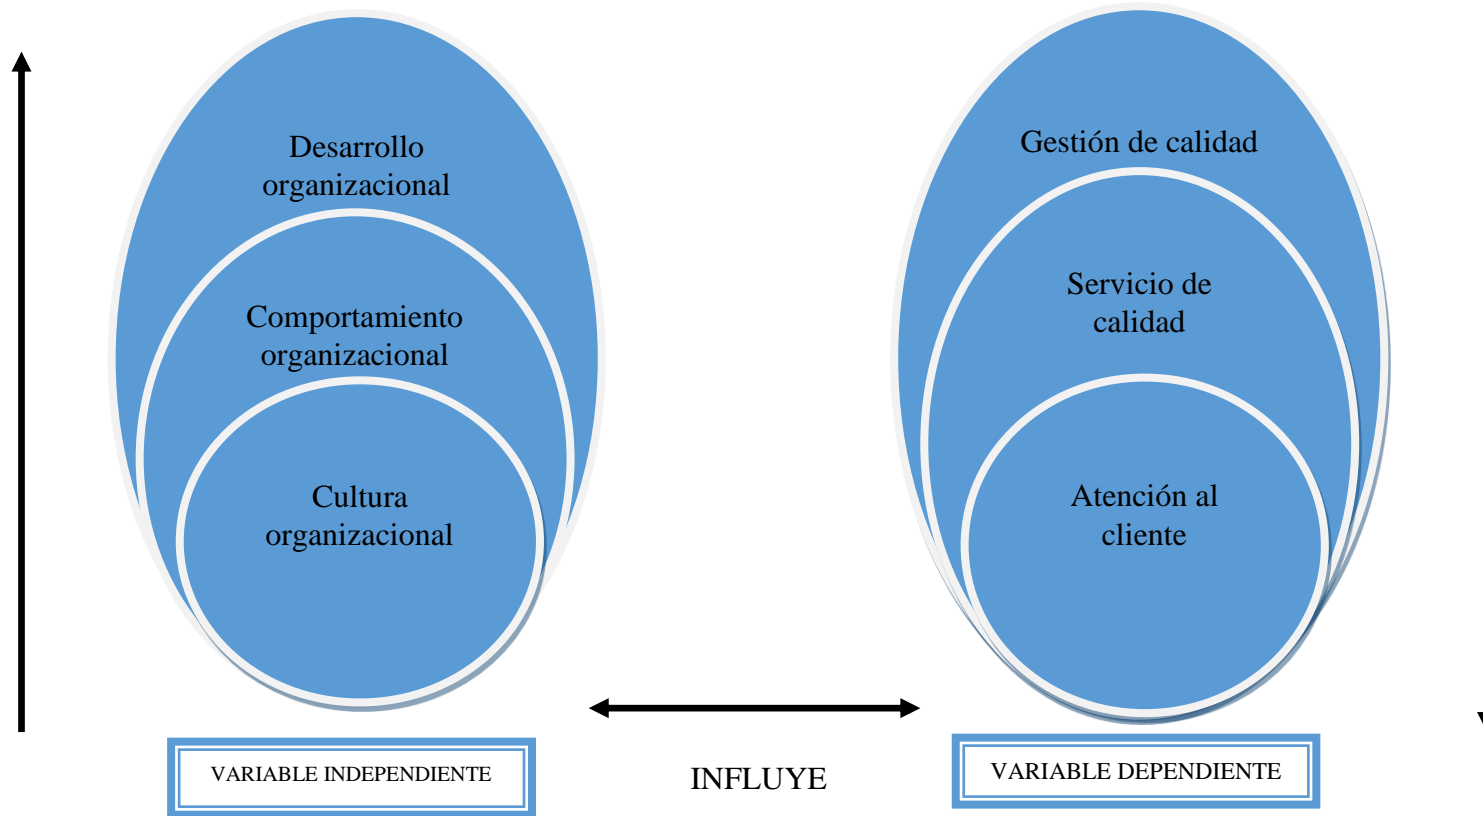 Desarrollo
organizacional
Comportamiento
organizacional
Cultura
organizacional
VARIABLE INDEPENDIENTE
INFLUYE
Gestión de calidad
Servicio de
calidad
Atención al
cliente
VARIABLE DEPENDIENTE